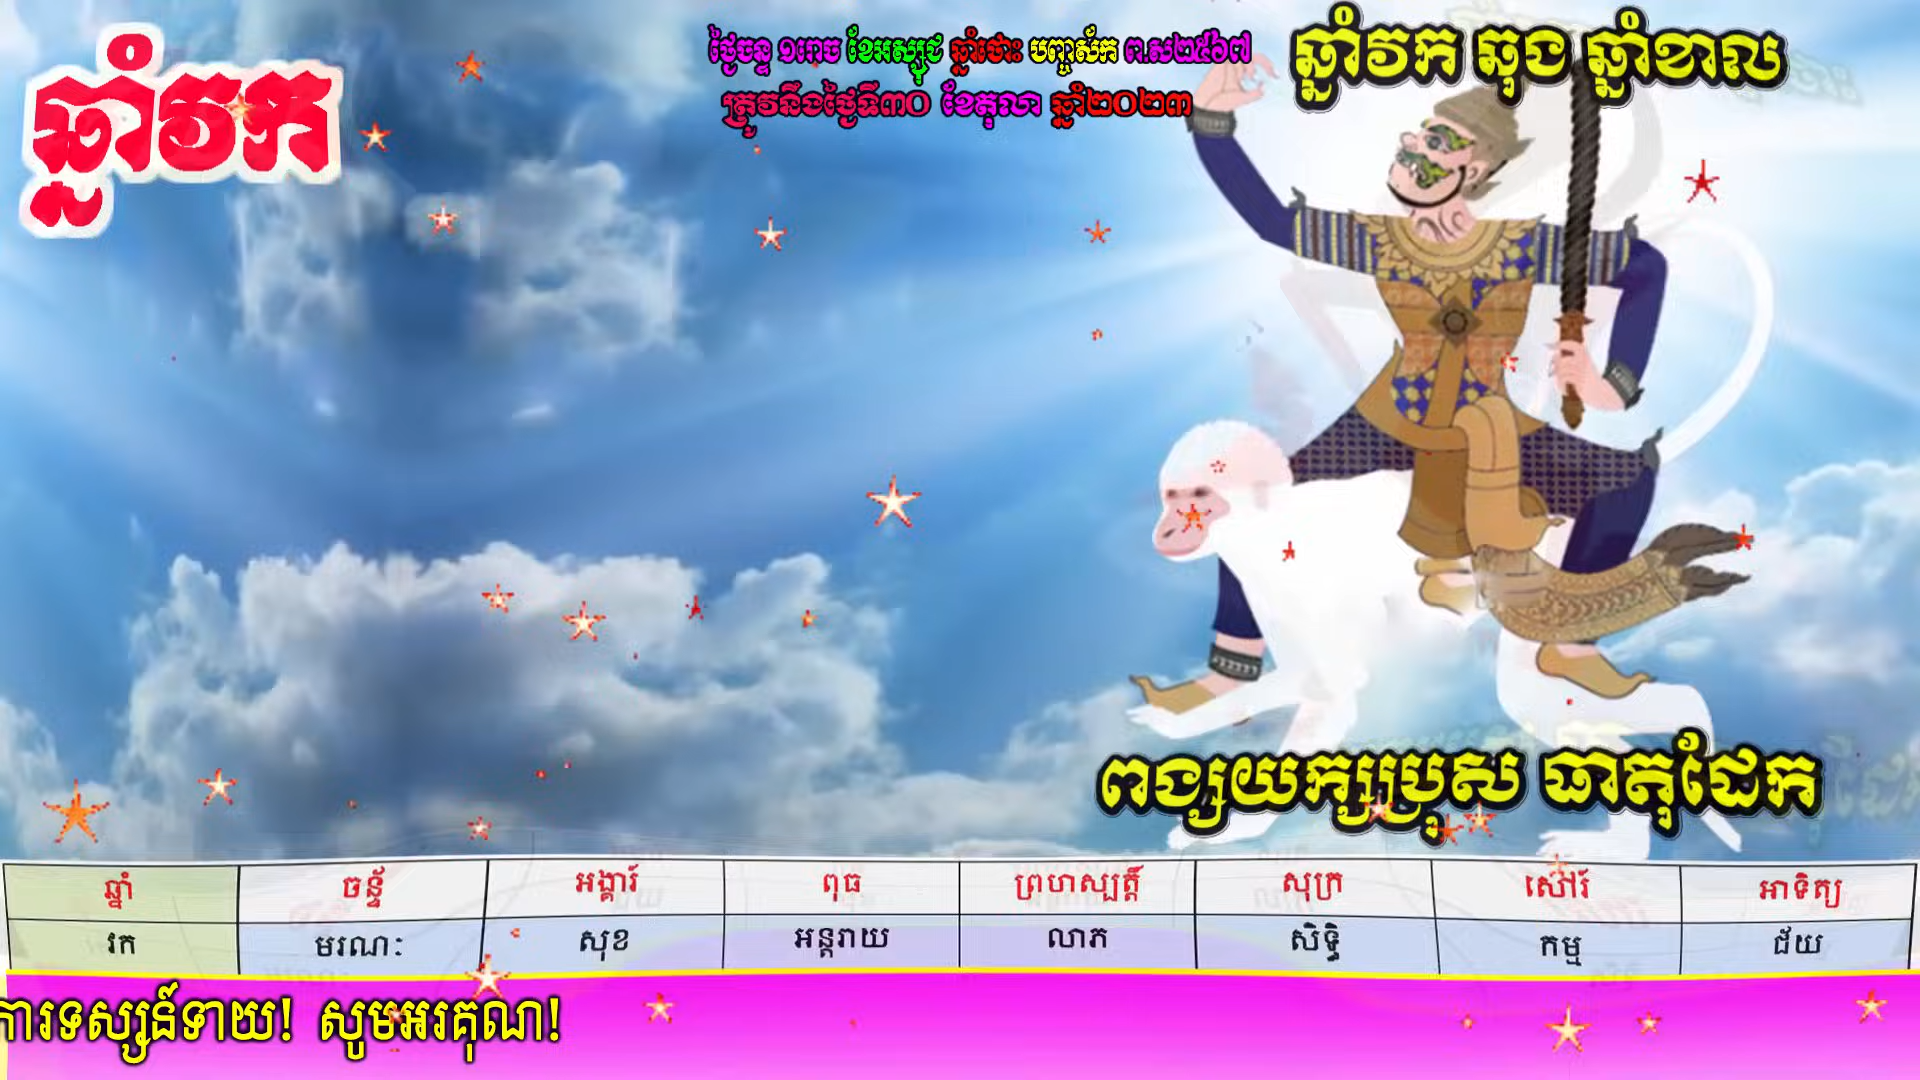 ឆ្នាំវក
ថ្ងៃចន្ទ ១រោច ខែអស្សុជ ឆ្នាំថោះ បញ្ចស័ក ព.ស២៥៦៧
ត្រូវនឹងថ្ងៃទី៣០ ខែតុលា ឆ្នាំ២០២៣
ឆ្នាំវក ឆុង ឆ្នាំខាល
ពង្សយក្សប្រុស ធាតុដែក
ឆ្នាំ ចន្ទ័ អង្គារ៍ ពុធ ព្រហស្បត្តិ៍ សុក្រ សៅរ៍ អាទិត្យ
វក មរណៈ សុខ អន្តរាយ លាភ សិទ្ធិ កម្ម ជ័យ
ការទស្សន៍ទាយ! សូមអរគុណ!